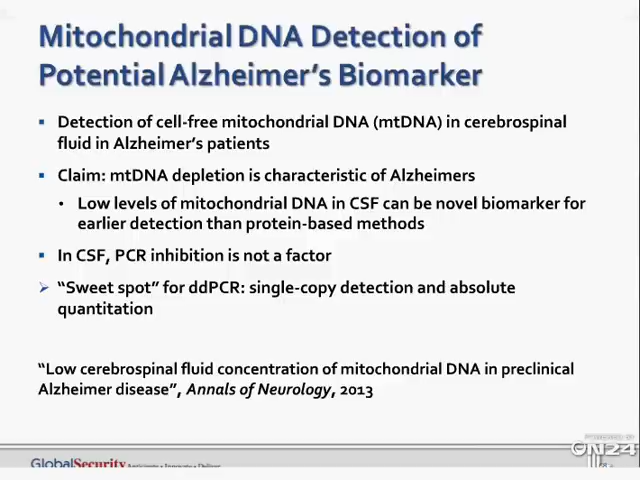 Mitochondrial DNA Detection of
Potential Alzheimer's Biomarker
Detection of cell-free mitochondrial DNA (mtDNA) in cerebrospinal
fluid in Alzheimer's patients
Claim: mtDNA depletion is characteristic of Alzheimers
Low levels of mitochondrial DNA in CSF can be novel biomarker for
earlier detection than protein-based methods
In CSF, PCR inhibition is not a factor
"Sweet spot" for ddPCR: single-copy detection and absolute
quantitation
"Low cerebrospinal fluid concentration of mitochondrial DNA in preclinical
Alzheimer disease", Annals of Neurology, 2013
POWERED BY
ON24
GlobalSecurity